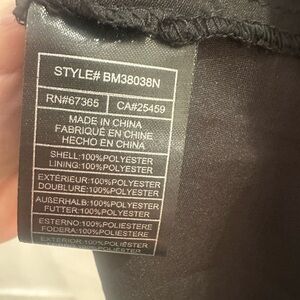 STYLE# BM38038N
RN#67365 CA#25459
MADE IN CHINA
FABRIQUÉ EN CHINE
HECHO EN CHINA
SHELL:100%POLYESTER
LINING:100%POLYESTER
EXTÉRIEUR:100%POLYESTER
DOUBLURE:100%POLYESTER
AUßERHALB:100%POLYESTER
FUTTER:100%POLYESTER
ESTERNO:100%POLIESTERE
FODERA:100%POLIESTERE
EXTERIOR:100%POLIÉSTER
100%POLIÉSTER